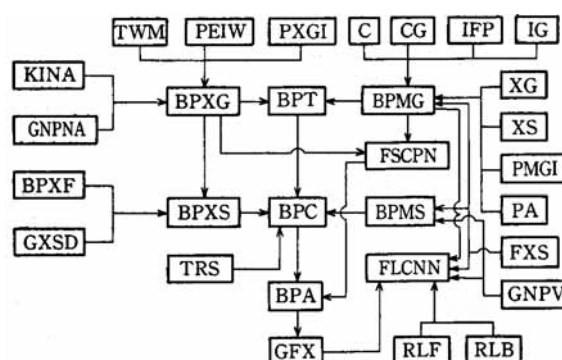 TWM PEIW PXGI C CG IFP IG
KINA
BPXG BPT BPMG XG
GNPNA XS
FSCPN
BPXF PMGI
BPXS BPC BPMS PA
GXSD
TRS FLCNN FXS
BPA GNPV
GFX RLF RLB